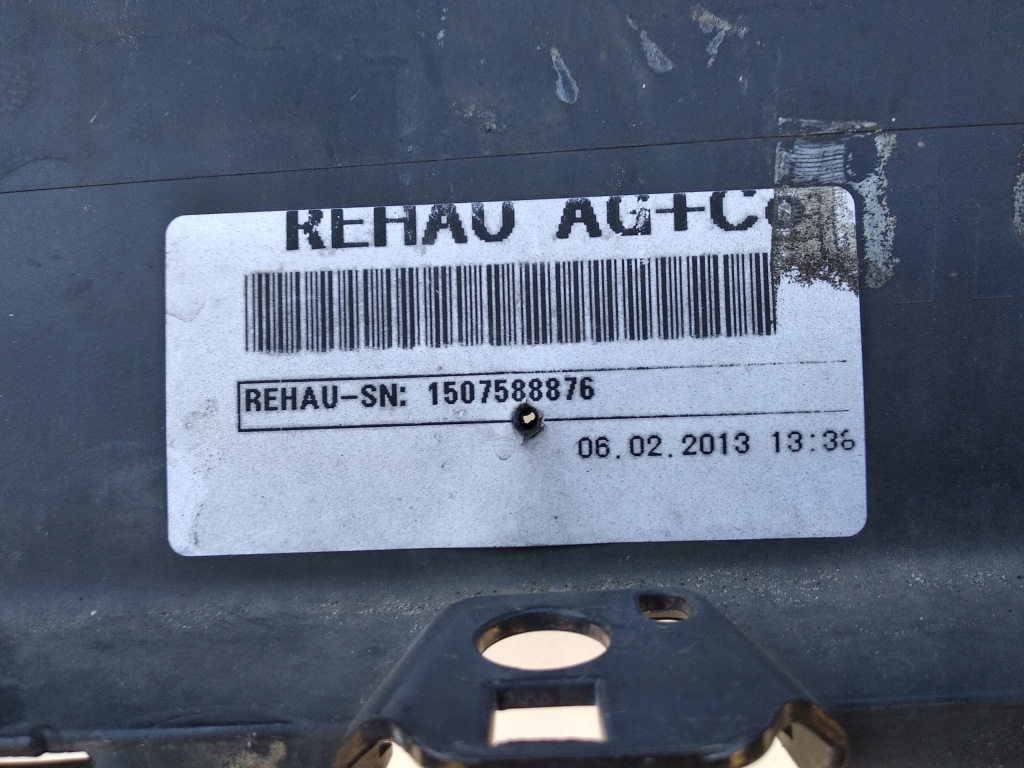 REHAU AG+Co
REHAU-SN: 1507588876
06.02.2013 13:36